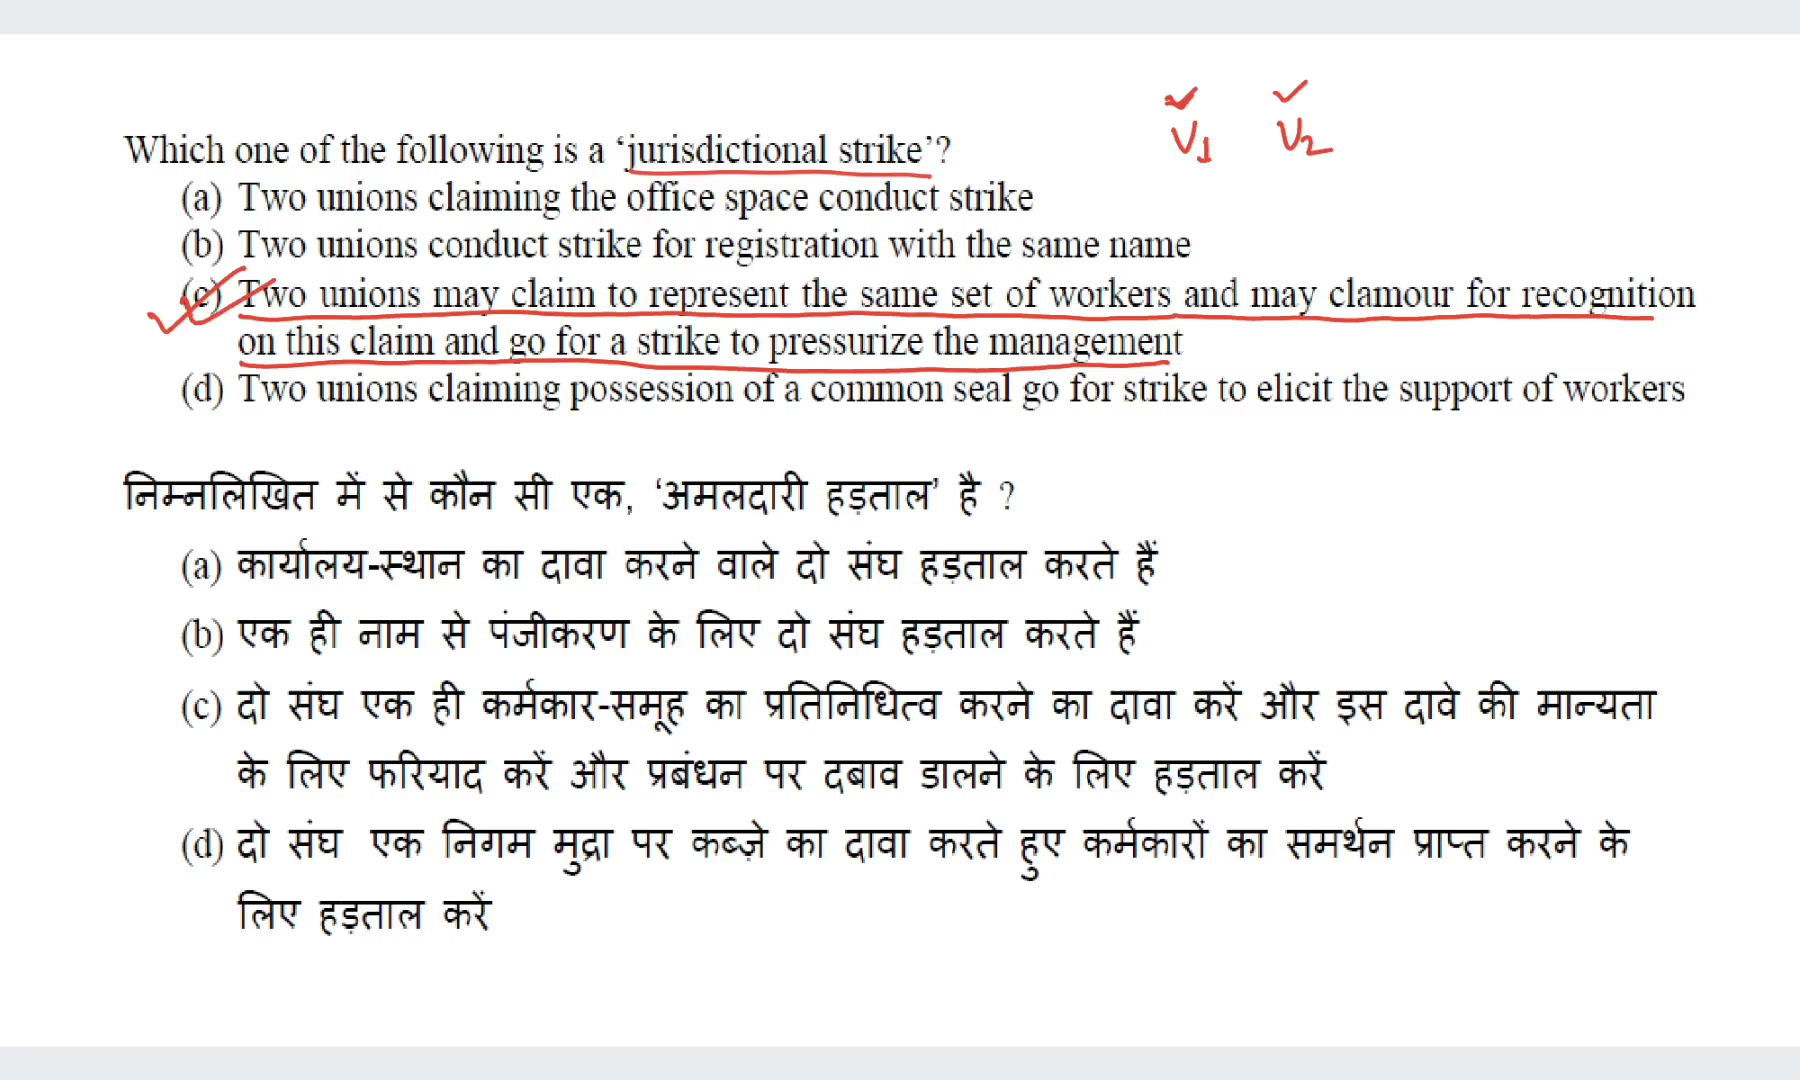 V1 V2
Which one of the following is a ‘jurisdictional strike’?
(a) Two unions claiming the office space conduct strike
(b) Two unions conduct strike for registration with the same name
(c) Two unions may claim to represent the same set of workers and may clamour for recognition
on this claim and go for a strike to pressurize the management
(d) Two unions claiming possession of a common seal go for strike to elicit the support of workers
निम्नलिखित में से कौन सी एक, ‘अमलदारी हड़ताल’ है ?
(a) कार्यालय-स्थान का दावा करने वाले दो संघ हड़ताल करते हैं
(b) एक ही नाम से पंजीकरण के लिए दो संघ हड़ताल करते हैं
(c) दो संघ एक ही कर्मकार-समूह का प्रतिनिधित्व करने का दावा करें और इस दावे की मान्यता
के लिए फरियाद करें और प्रबंधन पर दबाव डालने के लिए हड़ताल करें
(d) दो संघ एक निगम मुद्रा पर कब्ज़े का दावा करते हुए कर्मकारों का समर्थन प्राप्त करने के
लिए हड़ताल करें